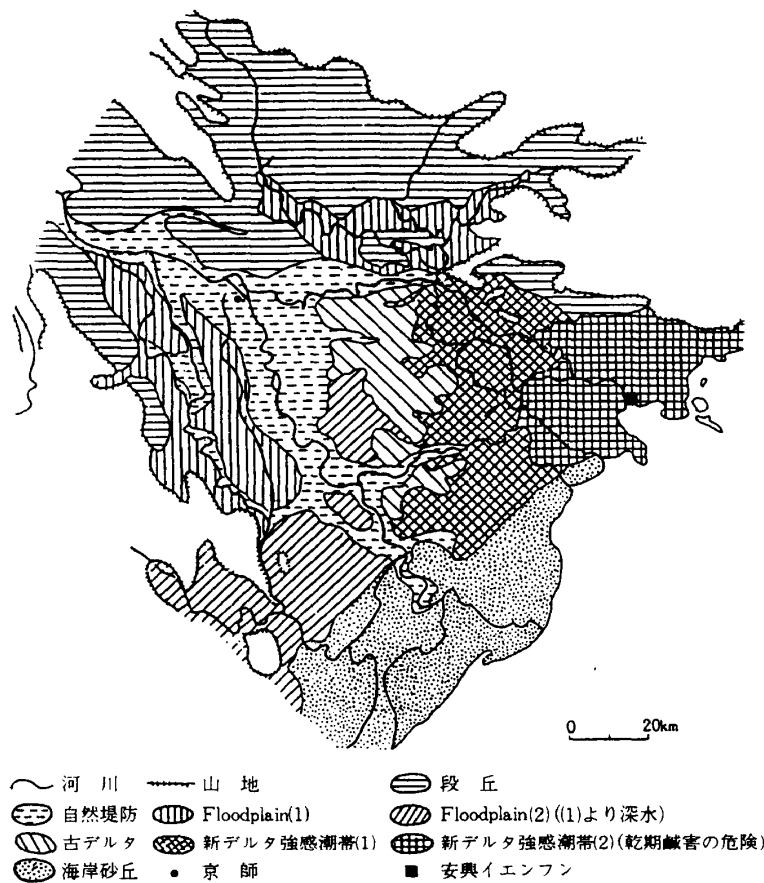 0 20km
河川 山地 段丘
自然堤防 Floodplain(1) Floodplain(2)((1)より深水)
古デルタ 新デルタ強感潮帯(1) 新デルタ強感潮帯(2)(乾期鹹害の危険)
海岸砂丘 京師 安興イエンフン